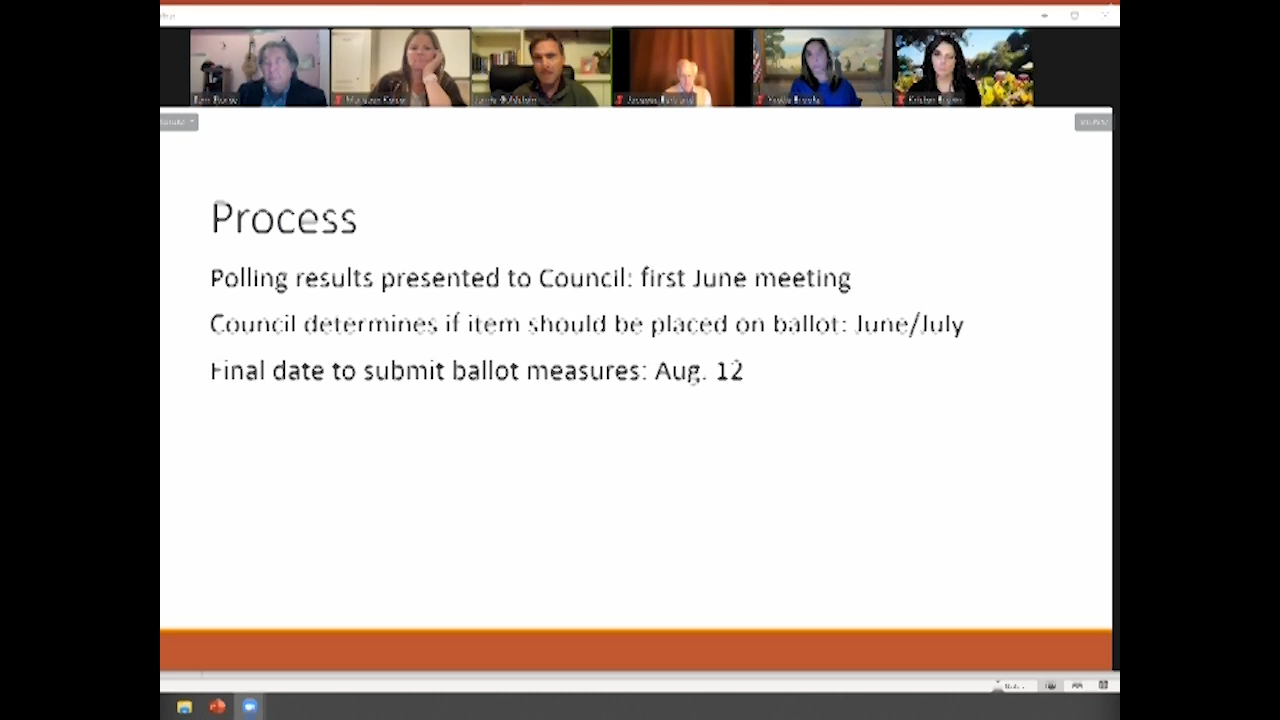 Process
Polling results presented to Council: first June meeting
Council determines if item should be placed on ballot: June/July
Final date to submit ballot measures: Aug. 12